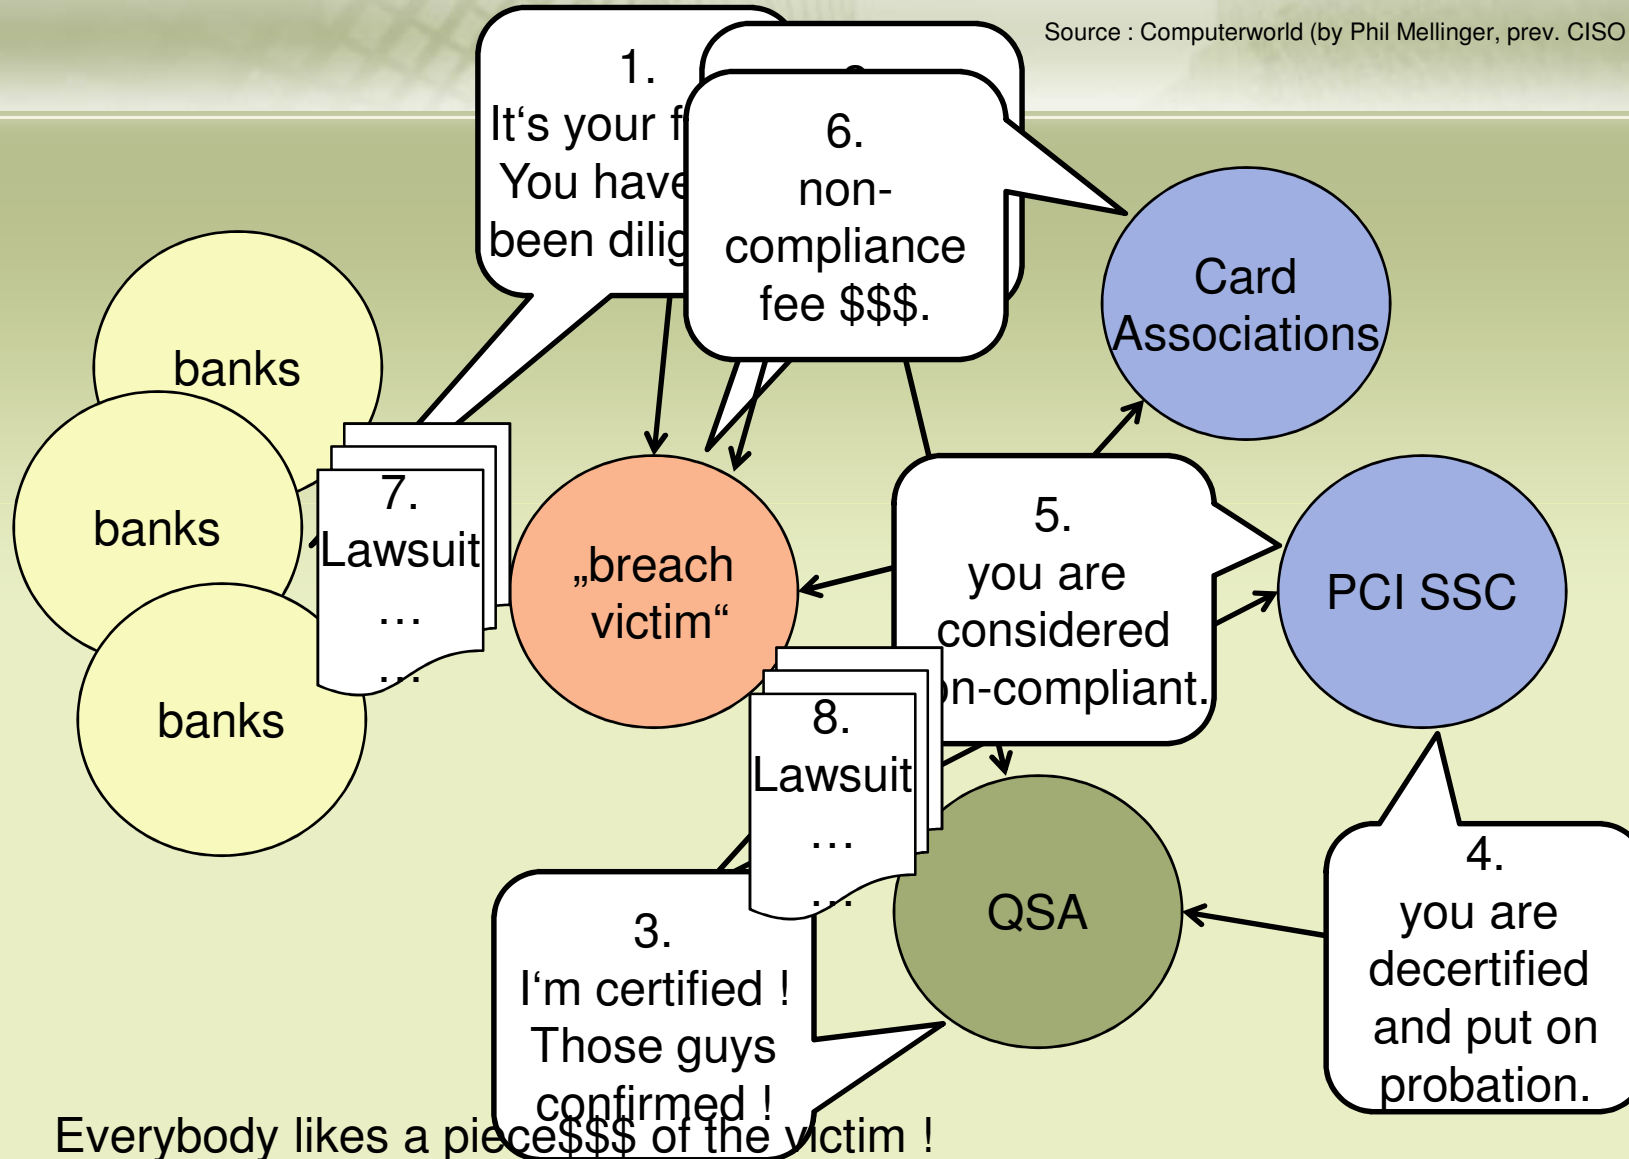 Source : Computerworld (by Phil Mellinger, prev. CISO
1.
It‘s your
You have
been
6.
non-
compliance
fee $$$.
Card
Associations
banks
banks
banks
7.
Lawsuit
…
…
„breach
victim“
5.
you are
considered
PCI SSC
8.
Lawsuit
…
…
QSA
4.
you are
decertified
and put on
probation.
3.
I‘m certified !
Those guys
confirmed !
Everybody likes a piece$$$ of the victim !